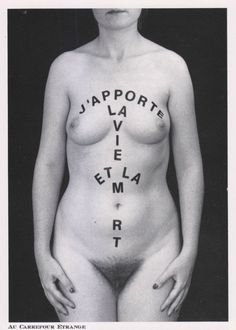 J'APPORTE
LA
VIE
ET LA
M RT
AU CARREFOUR ETRANGE